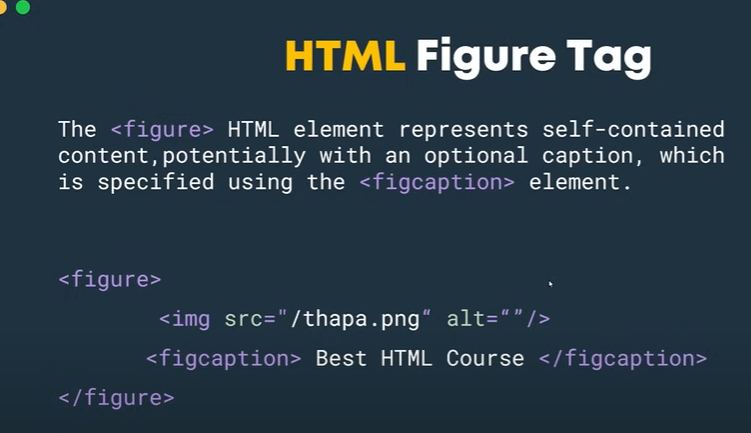 HTML Figure Tag
The <figure> HTML element represents self-contained
content,potentially with an optional caption, which
is specified using the <figcaption> element.
<figure>
<img src="/thapa.png“ alt=“”/>
<figcaption> Best HTML Course </figcaption>
</figure>